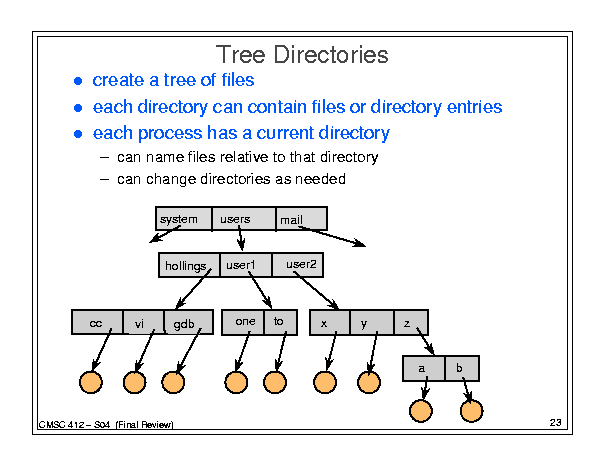 Tree Directories
● create a tree of files
● each directory can contain files or directory entries
● each process has a current directory
– can name files relative to that directory
– can change directories as needed
system users mail
hollings user1 user2
cc vi gdb one to x y z
a b
CMSC 412 – S04 (Final Review) 23